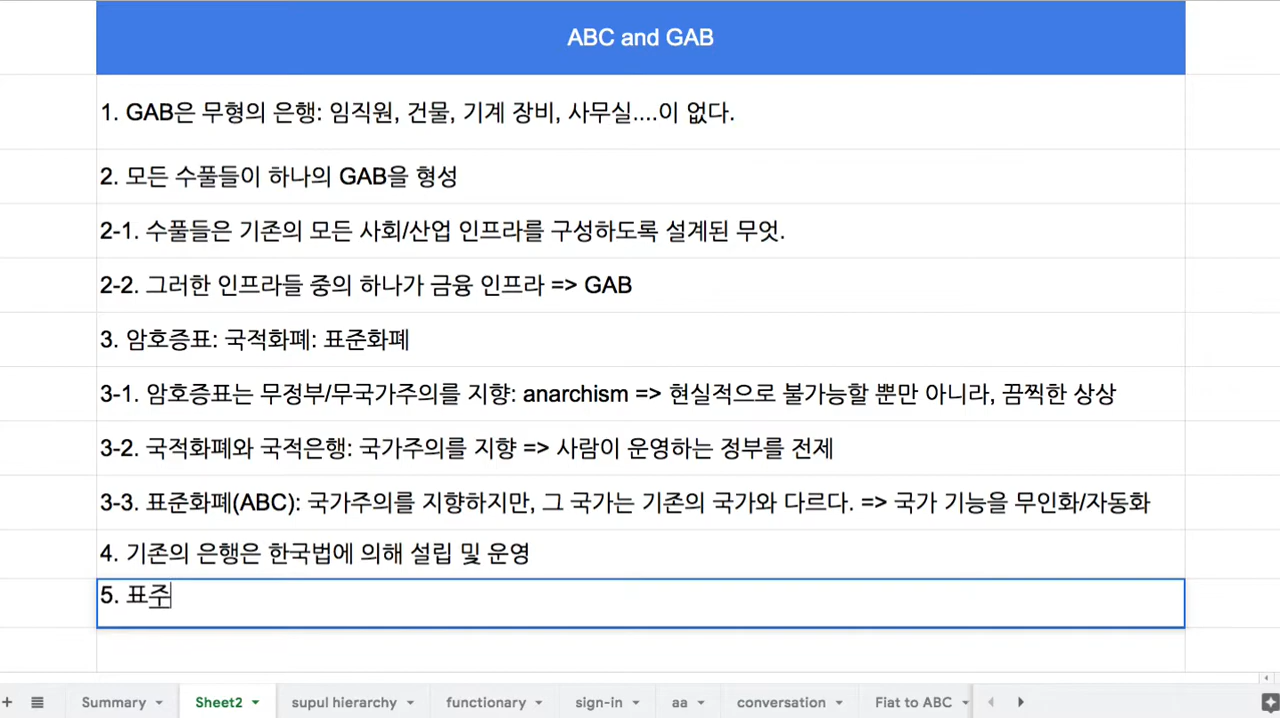 ABC and GAB
1. GAB은 무형의 은행: 임직원, 건물, 기계 장비, 사무실....이 없다.
2. 모든 수풀들이 하나의 GAB을 형성
2-1. 수풀들은 기존의 모든 사회/산업 인프라를 구성하도록 설계된 무엇.
2-2. 그러한 인프라들 중의 하나가 금융 인프라 => GAB
3. 암호증표: 국적화폐: 표준화폐
3-1. 암호증표는 무정부/무국가주의를 지향: anarchism => 현실적으로 불가능할 뿐만 아니라, 끔찍한 상상
3-2. 국적화폐와 국적은행: 국가주의를 지향 => 사람이 운영하는 정부를 전제
3-3. 표준화폐(ABC): 국가주의를 지향하지만, 그 국가는 기존의 국가와 다르다. => 국가 기능을 무인화/자동화
4. 기존의 은행은 한국법에 의해 설립 및 운영
5. 표주
+ Summary Sheet2 supul hierarchy functionary sign-in aa conversation Fiat to ABC